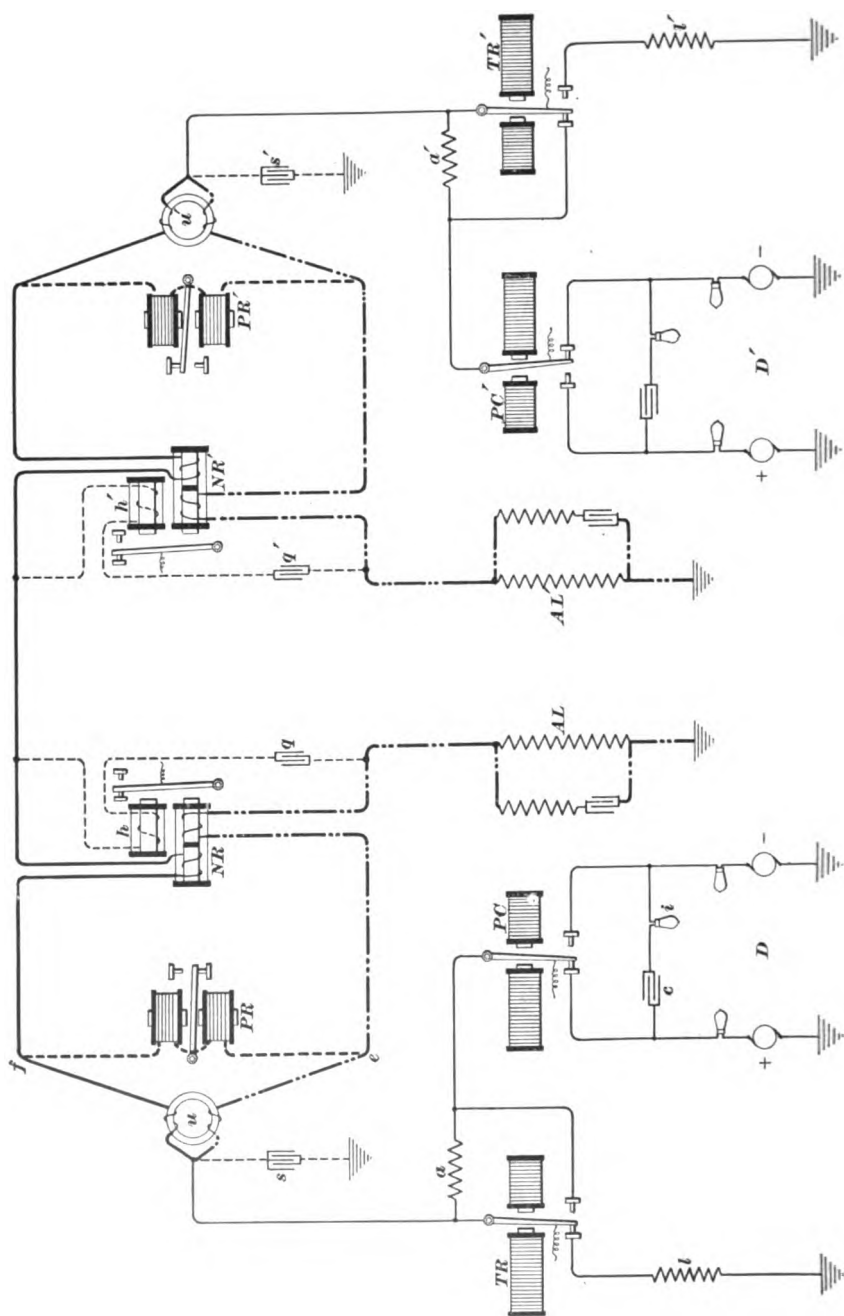 f
u
PR
e
s
h
NR
q
h'
NR'
q'
PR'
u'
s'
a
TR
l
PC
c
i
+
−
D
AL
AL'
PC'
a'
TR'
i'
+
−
D'